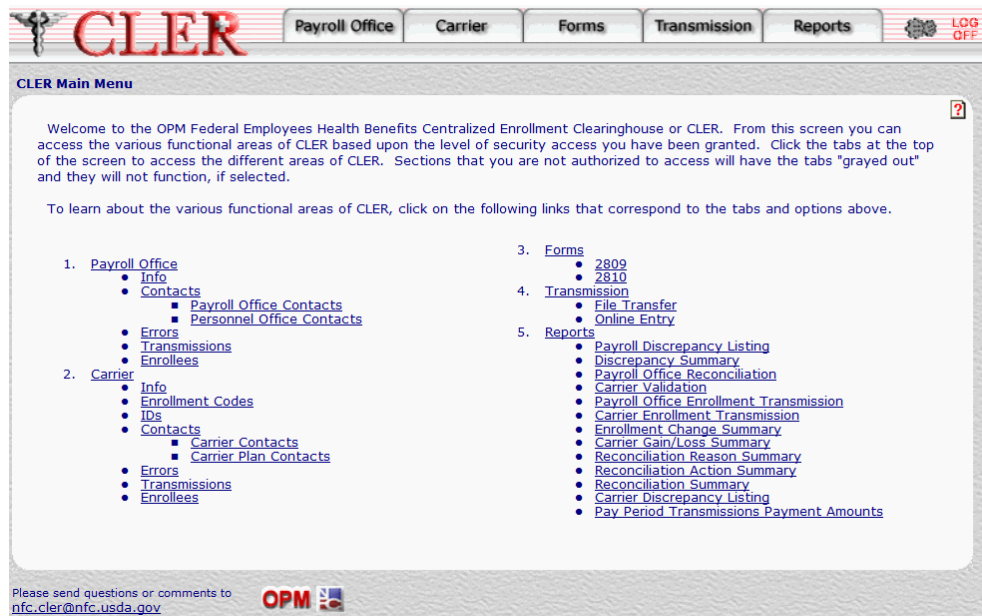 CLER
Payroll Office
Carrier
Forms
Transmission
Reports
LOG
OFF
CLER Main Menu
?
Welcome to the OPM Federal Employees Health Benefits Centralized Enrollment Clearinghouse or CLER. From this screen you can
access the various functional areas of CLER based upon the level of security access you have been granted. Click the tabs at the top
of the screen to access the different areas of CLER. Sections that you are not authorized to access will have the tabs "grayed out"
and they will not function, if selected.
To learn about the various functional areas of CLER, click on the following links that correspond to the tabs and options above.
1. Payroll Office
• Info
• Contacts
▪ Payroll Office Contacts
▪ Personnel Office Contacts
• Errors
• Transmissions
• Enrollees
2. Carrier
• Info
• Enrollment Codes
• IDs
• Contacts
▪ Carrier Contacts
▪ Carrier Plan Contacts
• Errors
• Transmissions
• Enrollees
3. Forms
• 2809
• 2810
4. Transmission
• File Transfer
• Online Entry
5. Reports
• Payroll Discrepancy Listing
• Discrepancy Summary
• Payroll Office Reconciliation
• Carrier Validation
• Payroll Office Enrollment Transmission
• Carrier Enrollment Transmission
• Enrollment Change Summary
• Carrier Gain/Loss Summary
• Reconciliation Reason Summary
• Reconciliation Action Summary
• Reconciliation Summary
• Carrier Discrepancy Listing
• Pay Period Transmissions Payment Amounts
Please send questions or comments to
nfc.cler@nfc.usda.gov
OPM